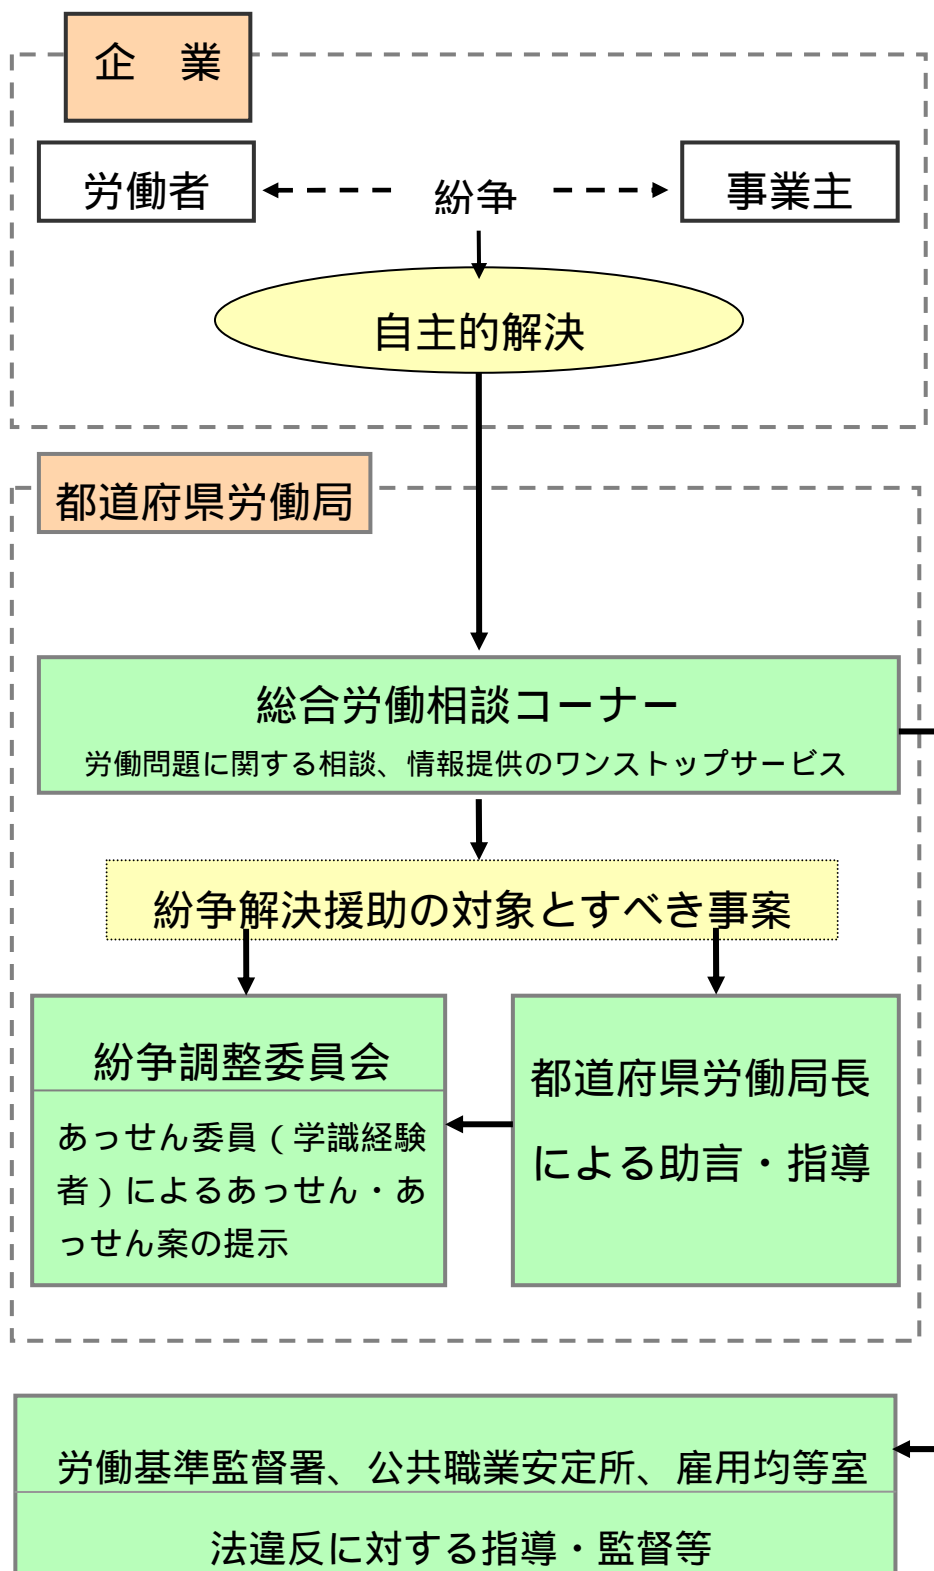 企　業
労働者
紛争
事業主
自主的解決
都道府県労働局
総合労働相談コーナー
労働問題に関する相談、情報提供のワンストップサービス
紛争解決援助の対象とすべき事案
紛争調整委員会
あっせん委員（学識経験
者）によるあっせん・あ
っせん案の提示
都道府県労働局長
による助言・指導
労働基準監督署、公共職業安定所、雇用均等室
法違反に対する指導・監督等